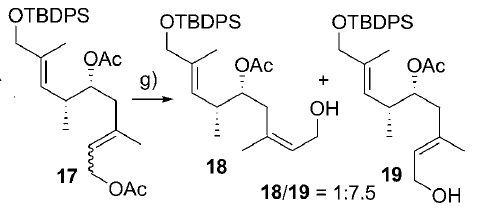 OTBDPS
OAc
OAc
17
g)
OTBDPS
OAc
OH
18
+
OTBDPS
OAc
OH
19
18/19 = 1:7.5